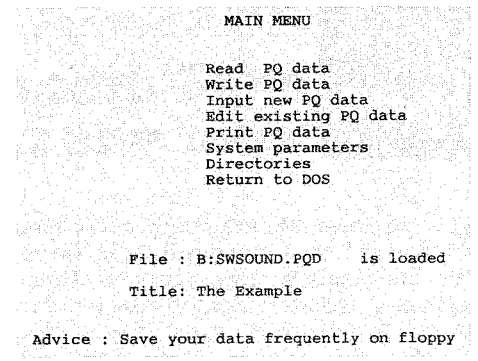 MAIN MENU
Read PQ data
Write PQ data
Input new PQ data
Edit existing PQ data
Print PQ data
System parameters
Directories
Return to DOS
File : B:SWSOUND.PQD is loaded
Title: The Example
Advice : Save your data frequently on floppy